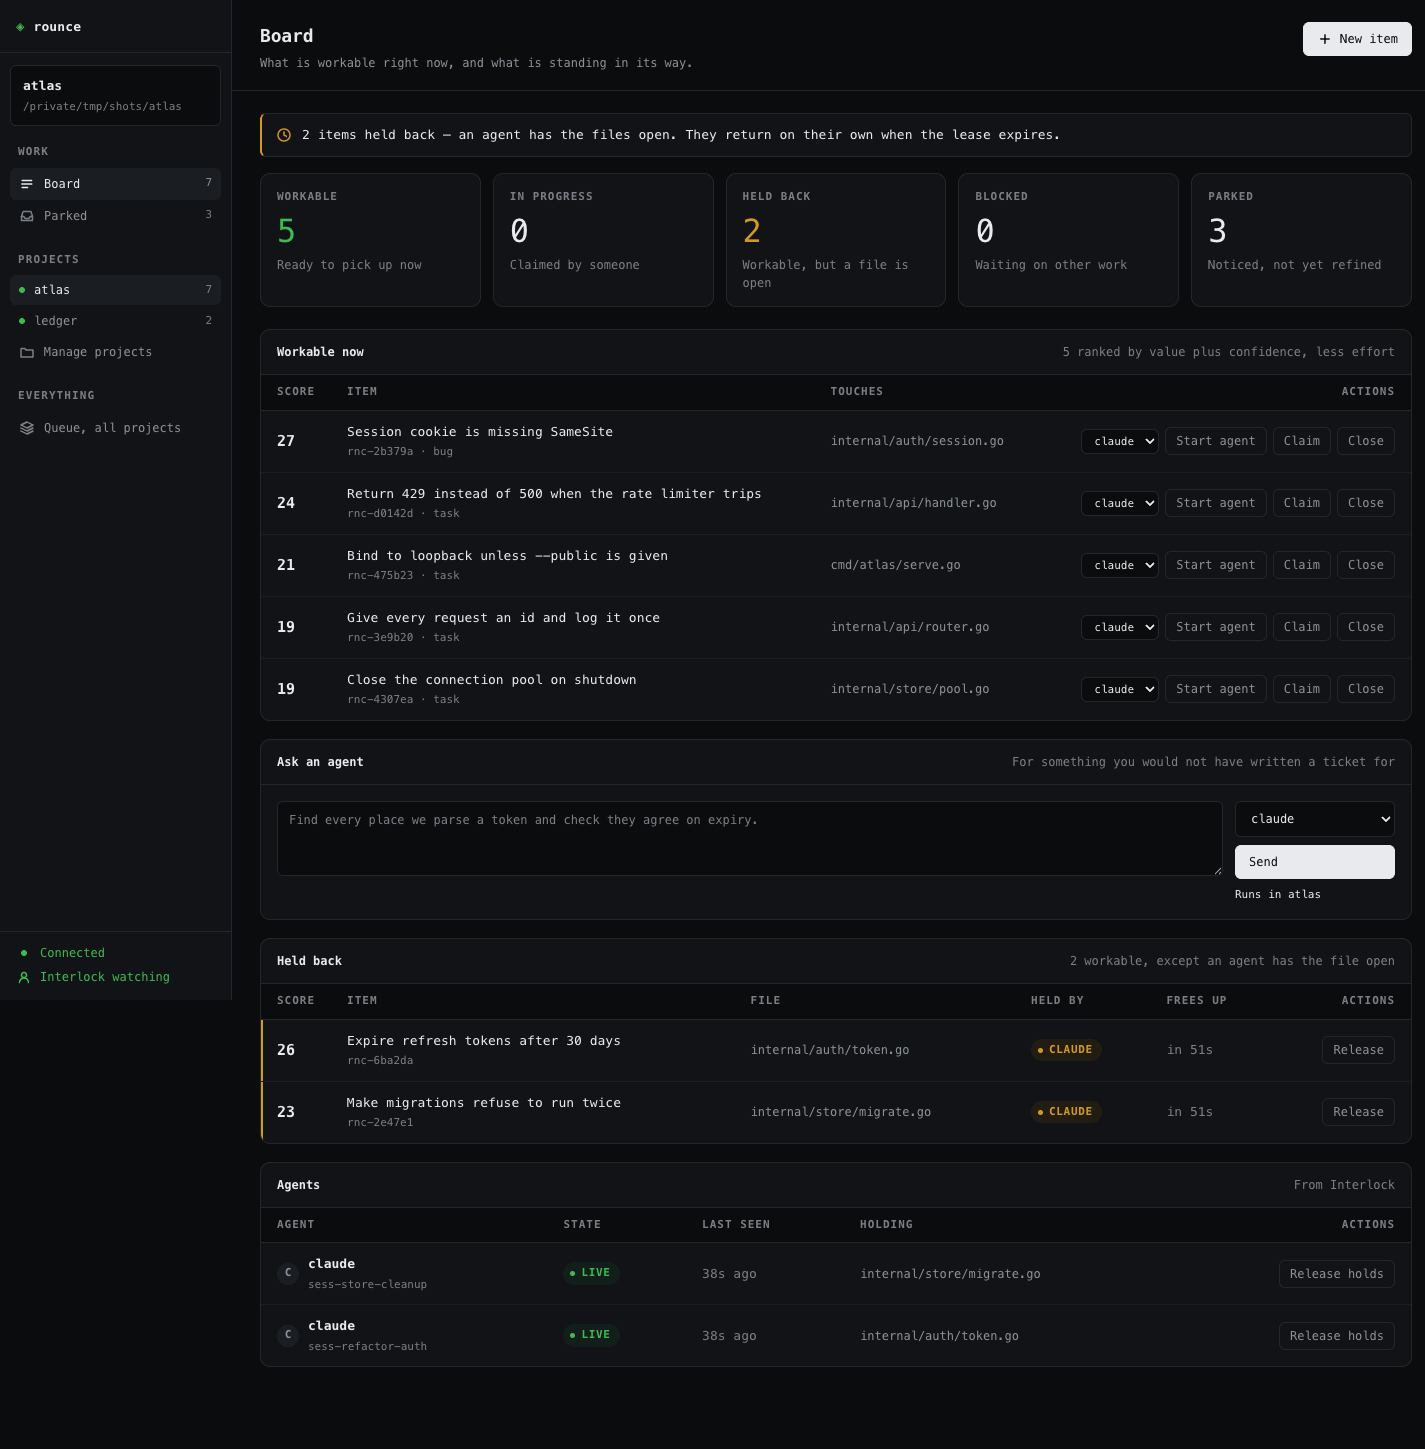 ◈ rounce
atlas
/private/tmp/shots/atlas
WORK
Board 7
Parked 3
PROJECTS
atlas 7
ledger 2
Manage projects
EVERYTHING
Queue, all projects
Connected
Interlock watching
Board
What is workable right now, and what is standing in its way.
+ New item
2 items held back — an agent has the files open. They return on their own when the lease expires.
WORKABLE
5
Ready to pick up now
IN PROGRESS
0
Claimed by someone
HELD BACK
2
Workable, but a file is
open
BLOCKED
0
Waiting on other work
PARKED
3
Noticed, not yet refined
Workable now 5 ranked by value plus confidence, less effort
SCORE ITEM TOUCHES ACTIONS
27 Session cookie is missing SameSite internal/auth/session.go claude Start agent Claim Close
rnc-2b379a · bug
24 Return 429 instead of 500 when the rate limiter trips internal/api/handler.go claude Start agent Claim Close
rnc-d0142d · task
21 Bind to loopback unless --public is given cmd/atlas/serve.go claude Start agent Claim Close
rnc-475b23 · task
19 Give every request an id and log it once internal/api/router.go claude Start agent Claim Close
rnc-3e9b20 · task
19 Close the connection pool on shutdown internal/store/pool.go claude Start agent Claim Close
rnc-4307ea · task
Ask an agent For something you would not have written a ticket for
Find every place we parse a token and check they agree on expiry.
claude
Send
Runs in atlas
Held back 2 workable, except an agent has the file open
SCORE ITEM FILE HELD BY FREES UP ACTIONS
26 Expire refresh tokens after 30 days internal/auth/token.go CLAUDE in 51s Release
rnc-6ba2da
23 Make migrations refuse to run twice internal/store/migrate.go CLAUDE in 51s Release
rnc-2e47e1
Agents From Interlock
AGENT STATE LAST SEEN HOLDING ACTIONS
C claude LIVE 38s ago internal/store/migrate.go Release holds
sess-store-cleanup
C claude LIVE 38s ago internal/auth/token.go Release holds
sess-refactor-auth